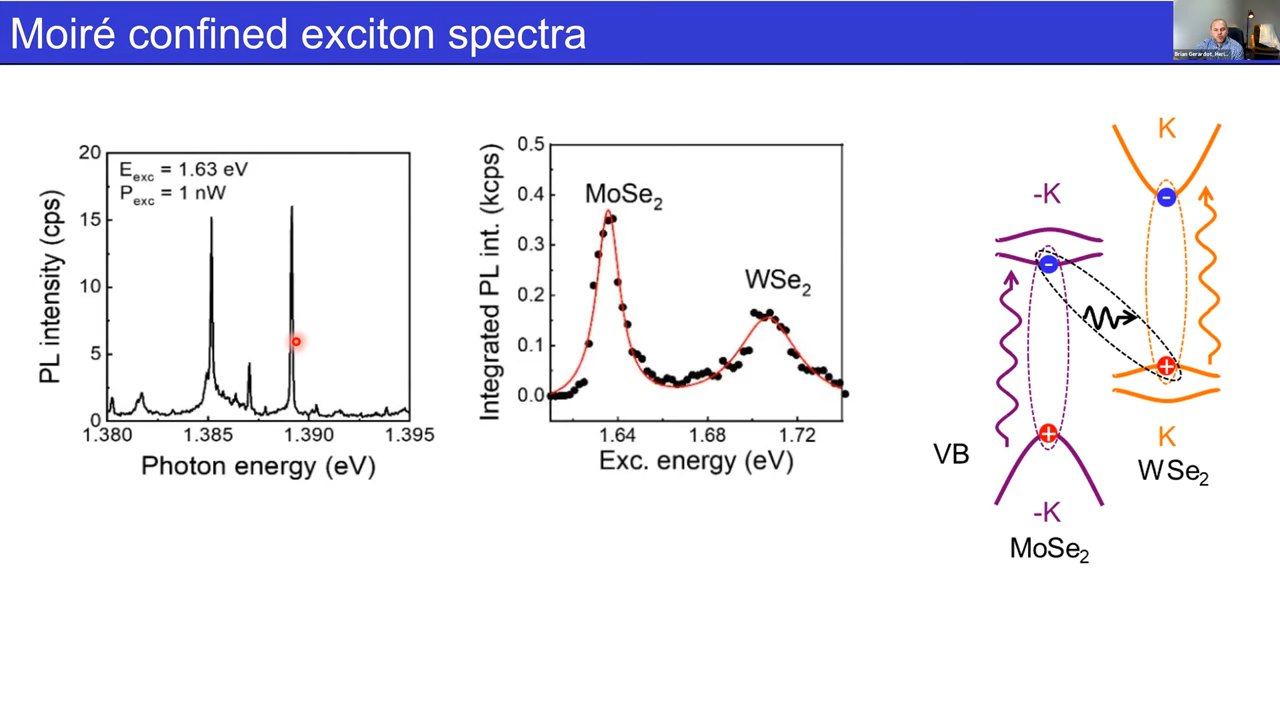 Moiré confined exciton spectra
Brian Gerardot, Heri...
E_exc = 1.63 eV
P_exc = 1 nW
PL intensity (cps)
20
15
10
5
0
1.380
1.385
1.390
1.395
Photon energy (eV)
Integrated PL int. (kcps)
0.5
0.4
0.3
0.2
0.1
0.0
MoSe₂
WSe₂
1.64
1.68
1.72
Exc. energy (eV)
K
-K
-
-
+
+
VB
K
WSe₂
-K
MoSe₂